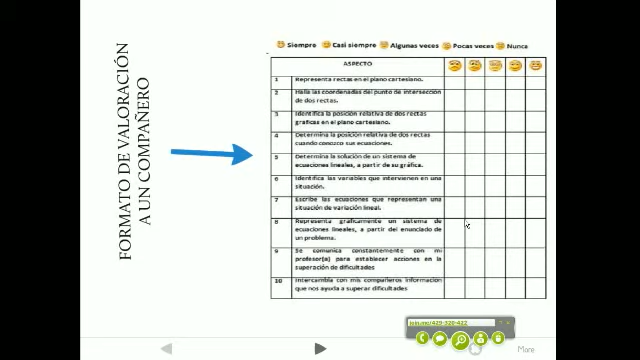 FORMATO DE VALORACIÓN
A UN COMPAÑERO
Siempre Casi siempre Algunas veces Pocas veces Nunca
ASPECTO
1 Representa rectas en el plano cartesiano.
2 Halla las coordenadas del punto de intersección
de dos rectas.
3 Identifica la posición relativa de dos rectas
graficas en el plano cartesiano.
4 Determina la posición relativa de dos rectas
cuando conozco sus ecuaciones.
5 Determina la solución de un sistema de
ecuaciones lineales, a partir de su gráfica.
6 Identifica las variables que intervienen en una
situación.
7 Escribe las ecuaciones que representan una
situación de variación lineal.
8 Representa gráficamente un sistema de
ecuaciones lineales, a partir del enunciado de
un problema.
9 Se comunica constantemente con mi
profesor(a) para establecer acciones en la
superación de dificultades
10 Intercambia con mis compañeros información
que nos ayuda a superar dificultades
join.me/429-320-422
More